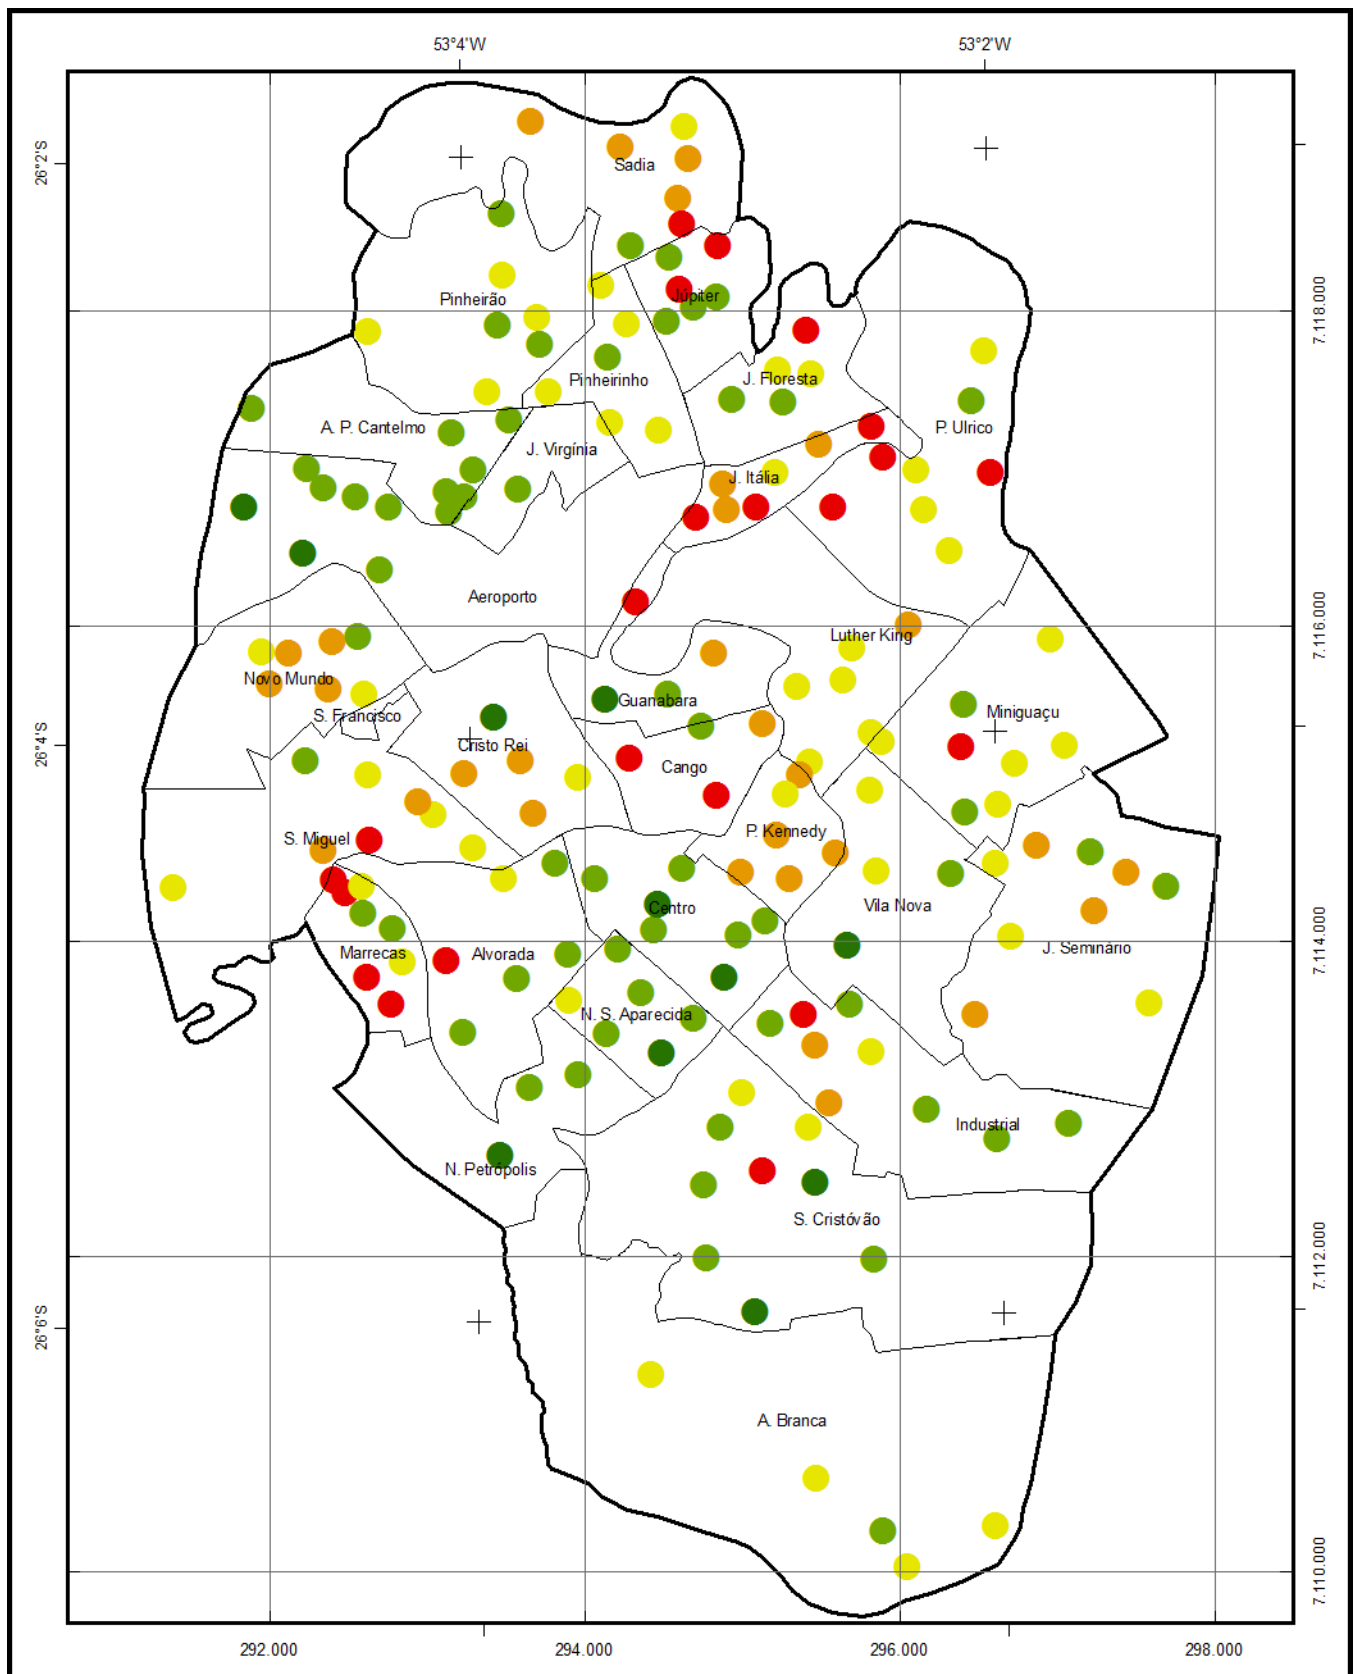 53°4'W
53°2'W
26°2'S
Sadia
Pinheirão
Júpiter
7.118.000
Pinheirinho
J. Floresta
A. P. Cantelmo
P. Ulrico
J. Virgínia
J. Itália
Aeroporto
7.116.000
Luther King
Novo Mundo
Guanabara
S. Francisco
Miniguaçu
26°4'S
Cristo Rei
Cango
P. Kennedy
S. Miguel
Centro
Vila Nova
J. Seminário
7.114.000
Marrecas
Alvorada
N. S. Aparecida
Industrial
N. Petrópolis
S. Cristóvão
7.112.000
26°6'S
A. Branca
7.110.000
292.000
294.000
296.000
298.000